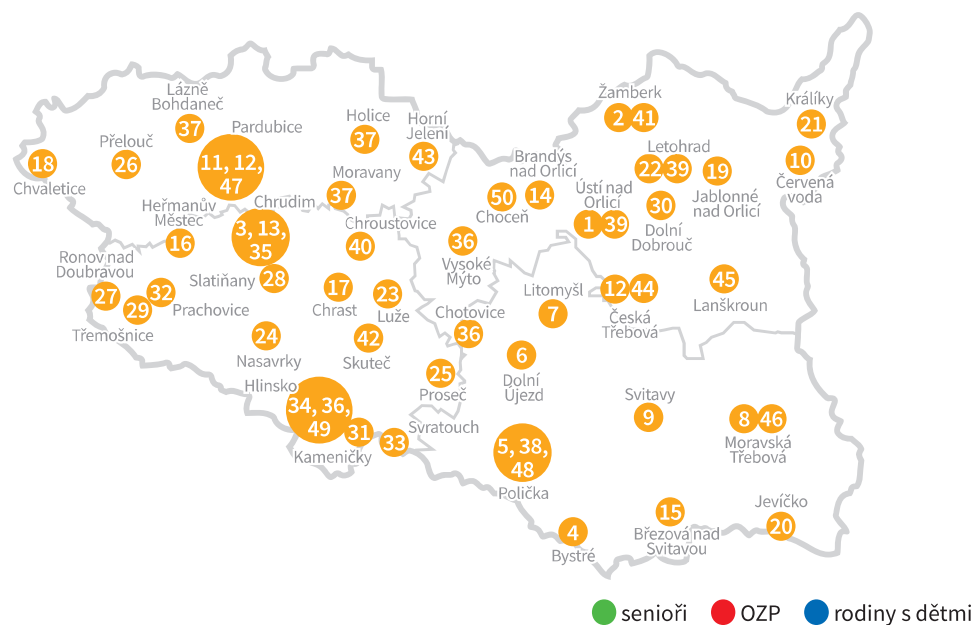 Lázně
Bohdaneč
37
Pardubice
11, 12,
47
Přelouč
26
18
Chvaletice
Holice
37
Horní
Jelení
43
Moravany
37
Heřmanův
Městec
16
Chrudim
3, 13,
35
Chroustovice
40
Ronov nad
Doubravou
27
Slatiňany
28
32
Prachovice
29
Třemošnice
17
Chrast
23
Luže
24
Nasavrky
42
Skuteč
Hlinsko
34, 36,
49
31
Kameničky
33
Svratouch
25
Proseč
Chotovice
36
Žamberk
2
41
Králíky
21
10
Červená
voda
Letohrad
22
39
19
Jablonné
nad Orlicí
30
Dolní
Dobrouč
Brandýs
nad Orlicí
14
50
Choceň
Ústí nad
Orlicí
1
39
36
Vysoké
Mýto
Litomyšl
7
12
44
Česká
Třebová
45
Lanškroun
6
Dolní
Újezd
Svitavy
9
8
46
Moravská
Třebová
5, 38,
48
Polička
4
Bystré
15
Březová nad
Svitavou
Jevíčko
20
senioři
OZP
rodiny s dětmi